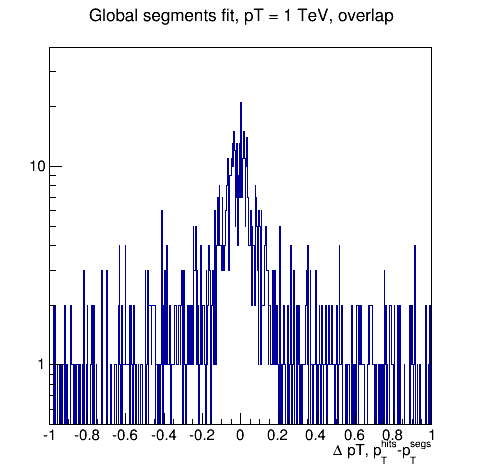 Global segments fit, pT = 1 TeV, overlap
10
1
-1 -0.8 -0.6 -0.4 -0.2 0 0.2 0.4 0.6 0.8 1
Δ pT, p_T^hits-p_T^segs